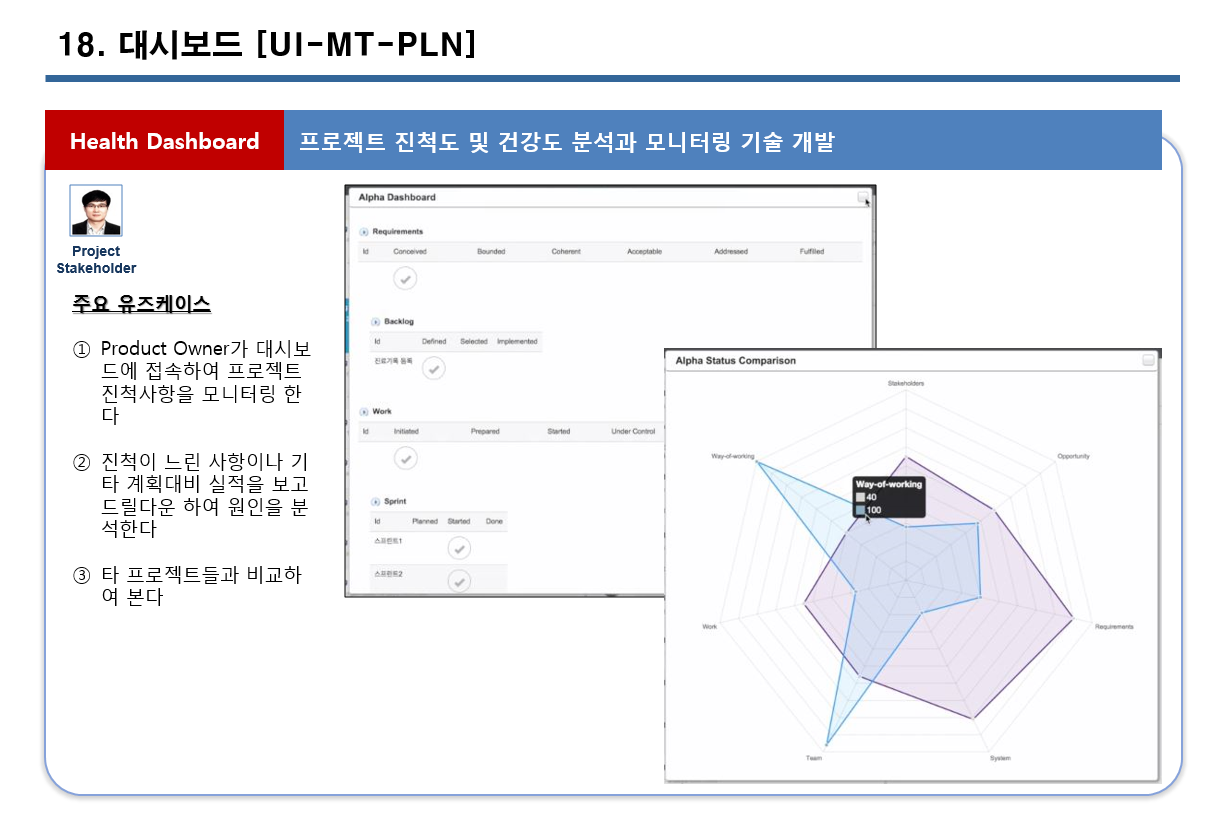 18. 대시보드 [UI-MT-PLN]
Health Dashboard
프로젝트 진척도 및 건강도 분석과 모니터링 기술 개발
Project
Stakeholder
주요 유즈케이스
① Product Owner가 대시보
드에 접속하여 프로젝트
진척사항을 모니터링 한
다
② 진척이 느린 사항이나 기
타 계획대비 실적을 보고
드릴다운 하여 원인을 분
석한다
③ 타 프로젝트들과 비교하
여 본다
Alpha Dashboard
Requirements
Id Conceived Bounded Coherent Acceptable Addressed Fulfilled
Backlog
Id Defined Selected Implemented
진료기록 등록
Work
Id Initiated Prepared Started Under Control
Sprint
Id Planned Started Done
스프린트1
스프린트2
Alpha Status Comparison
Stakeholders
Way-of-working
Opportunity
Way-of-working
40
100
Work
Requirements
Team
System